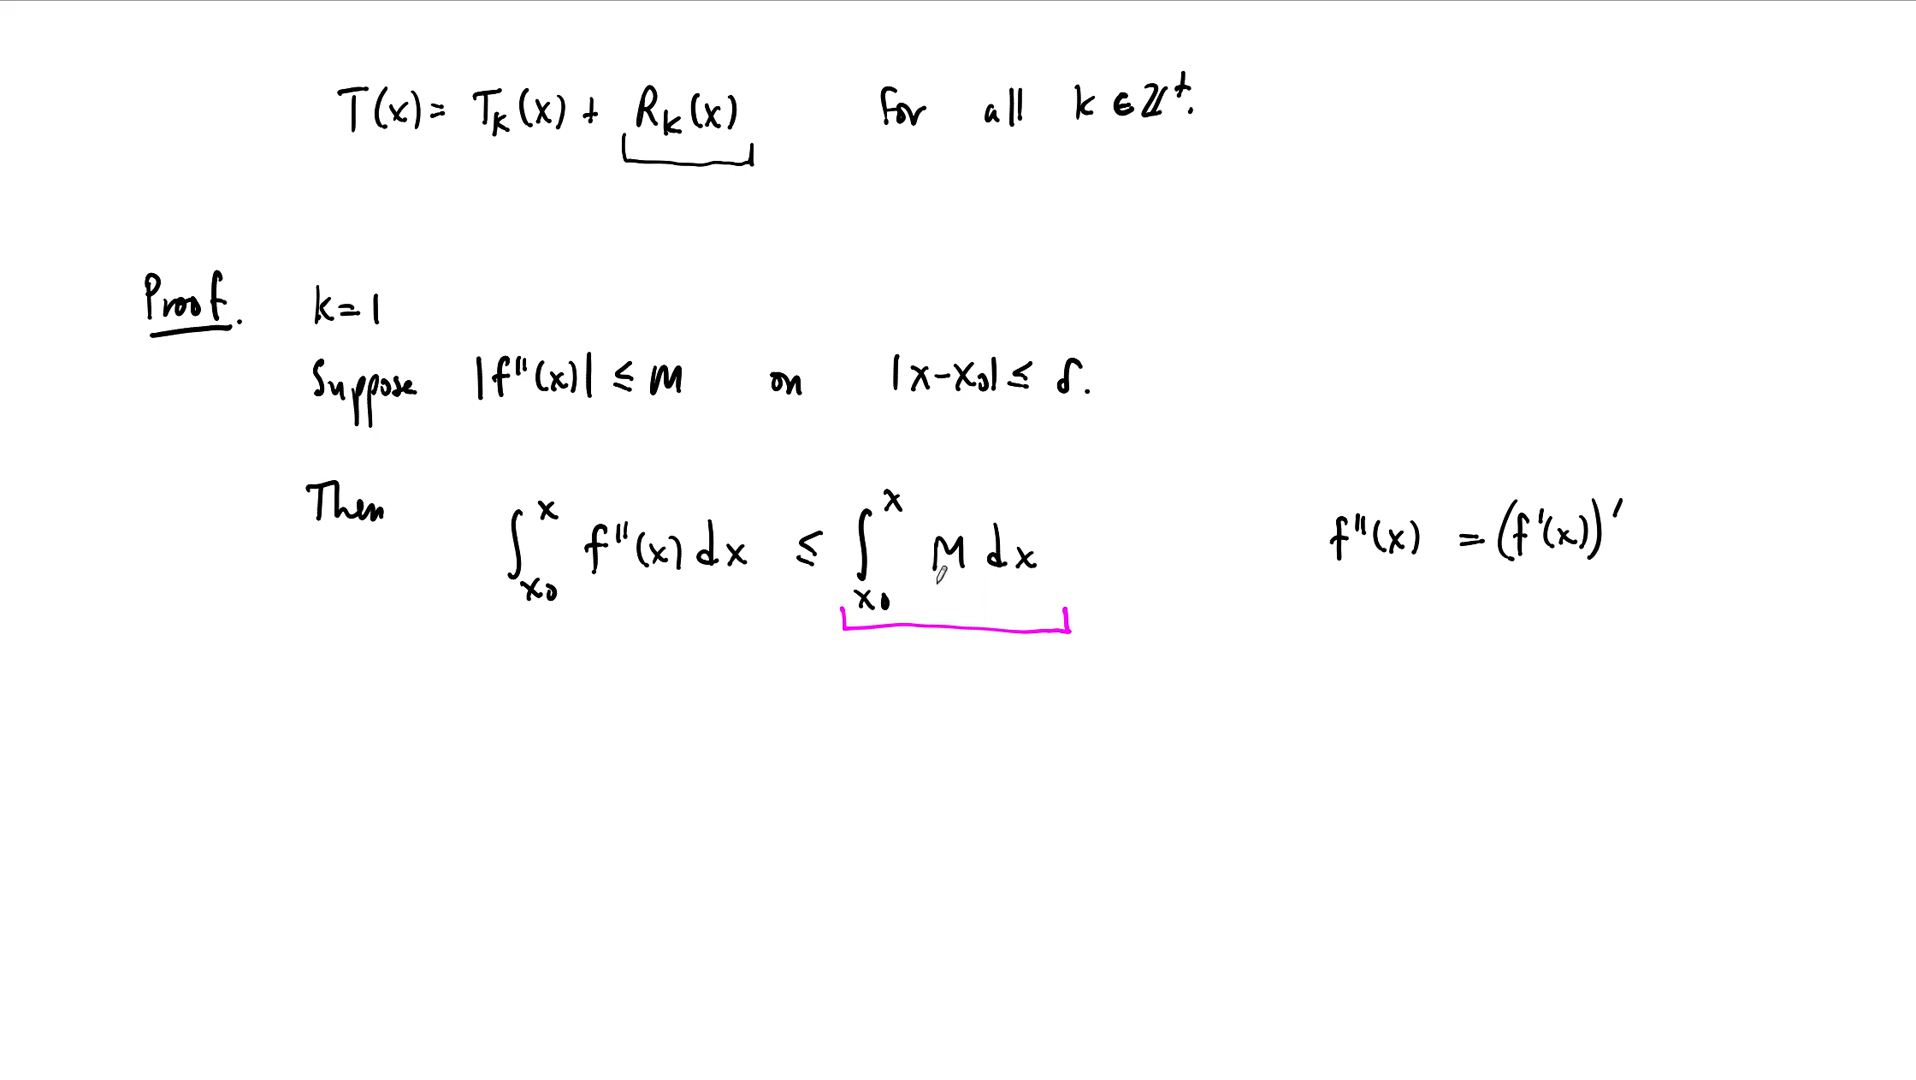 T(x) = T_k(x) + R_k(x) for all k ∈ ℤ⁺.
Proof. k = 1
Suppose |f''(x)| ≤ M on |x-x₀| ≤ δ.
Then ∫_{x₀}^{x} f''(x) dx ≤ ∫_{x₀}^{x} M dx f''(x) = (f'(x))'